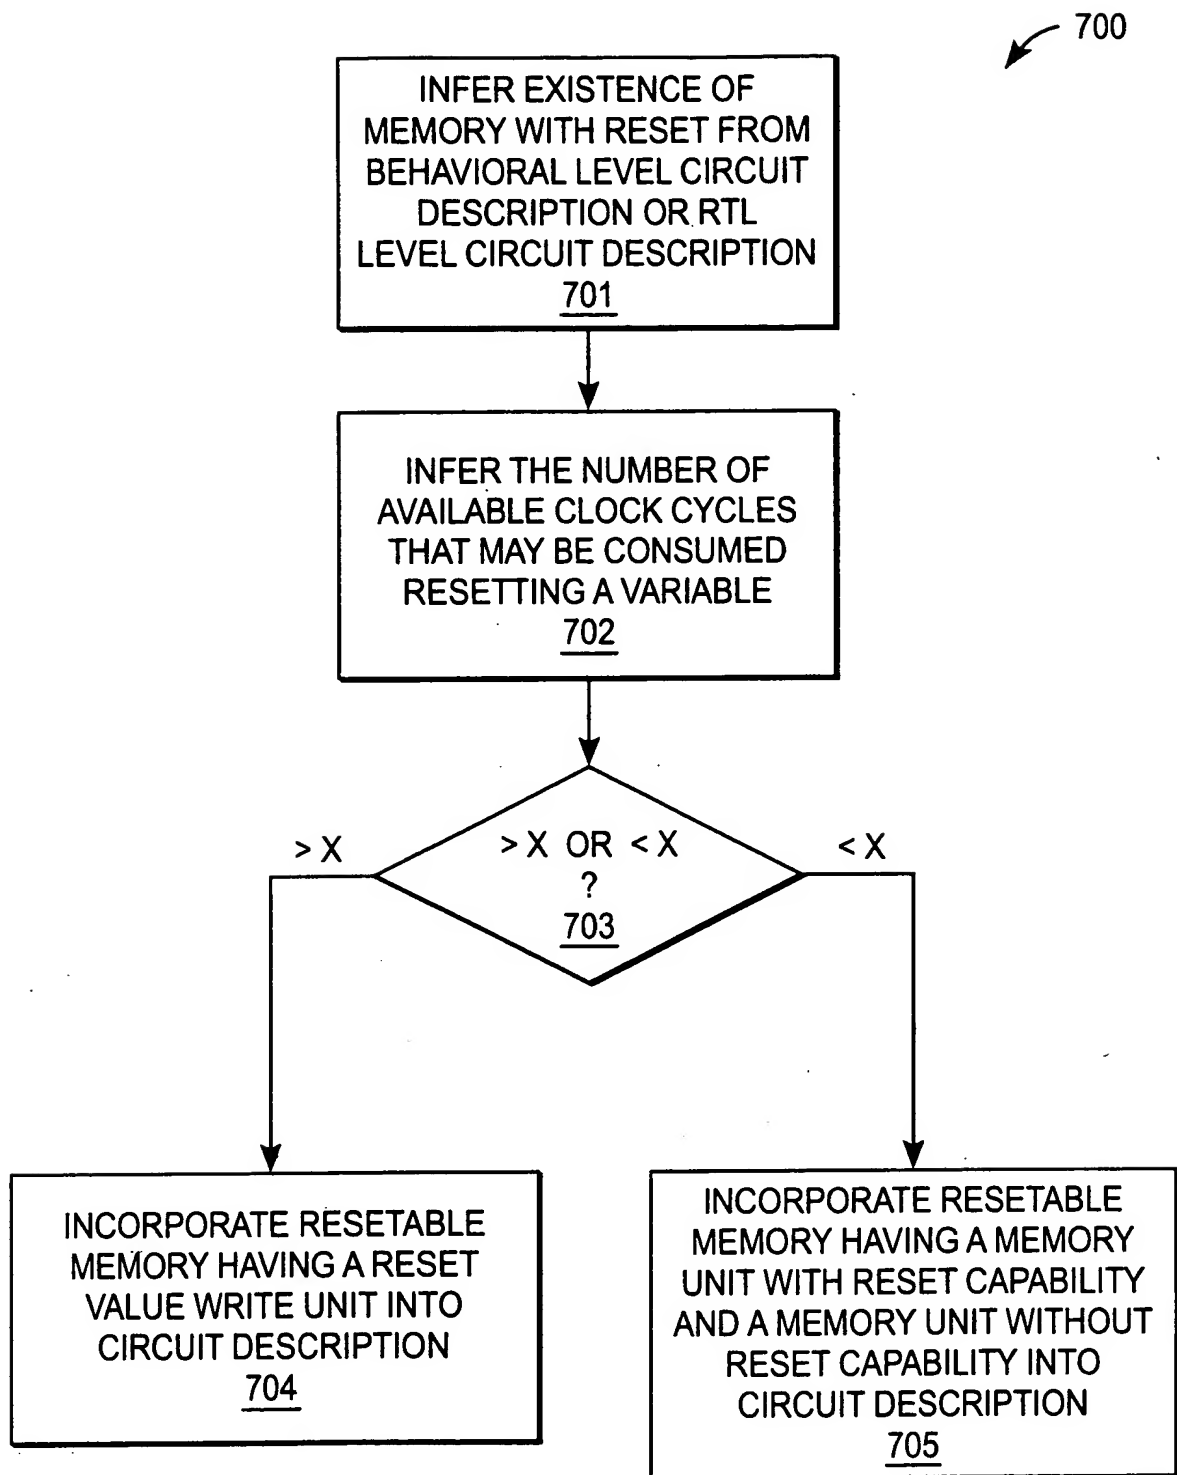 700
INFER EXISTENCE OF
MEMORY WITH RESET FROM
BEHAVIORAL LEVEL CIRCUIT
DESCRIPTION OR RTL
LEVEL CIRCUIT DESCRIPTION
701
INFER THE NUMBER OF
AVAILABLE CLOCK CYCLES
THAT MAY BE CONSUMED
RESETTING A VARIABLE
702
> X
> X OR < X
?
703
< X
INCORPORATE RESETABLE
MEMORY HAVING A RESET
VALUE WRITE UNIT INTO
CIRCUIT DESCRIPTION
704
INCORPORATE RESETABLE
MEMORY HAVING A MEMORY
UNIT WITH RESET CAPABILITY
AND A MEMORY UNIT WITHOUT
RESET CAPABILITY INTO
CIRCUIT DESCRIPTION
705